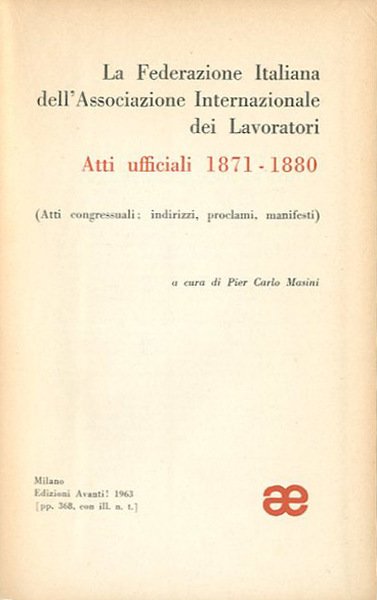 La Federazione Italiana
dell'Associazione Internazionale
dei Lavoratori
Atti ufficiali 1871 - 1880
(Atti congressuali; indirizzi, proclami, manifesti)
a cura di Pier Carlo Masini
Milano
Edizioni Avanti! 1963
[pp. 368, con ill. n. t.]
ae